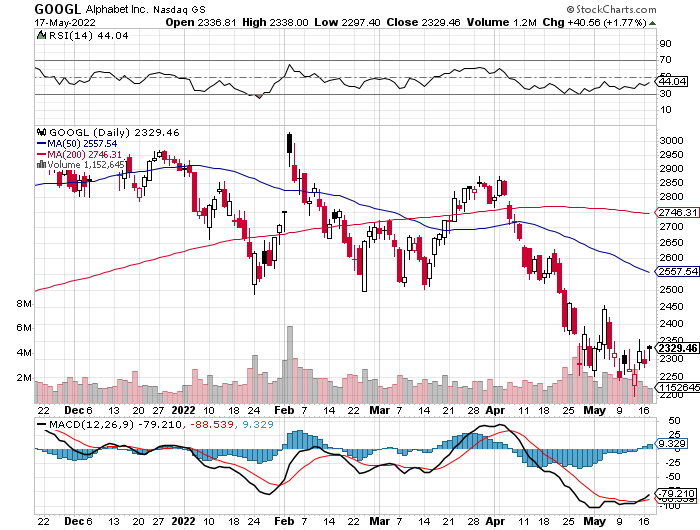 GOOGL Alphabet Inc. Nasdaq GS © StockCharts.com
17-May-2022 Open 2336.81 High 2338.00 Low 2297.40 Close 2329.46 Volume 1.2M Chg +40.56 (+1.77%)
RSI(14) 44.04
90
70
50
44.04
30
10
GOOGL (Daily) 2329.46
MA(50) 2557.54
MA(200) 2746.31
Volume 1,152,645
3000
2950
2900
2850
2800
2746.31
2700
2650
2600
2557.54
2500
2450
2400
2350
2329.46
2300
2250
2200
1152645
8M
6M
4M
2M
22 Dec 6 13 20 27 2022 10 18 24 Feb 7 14 22 Mar 7 14 21 28 Apr 11 18 25 May 9 16
MACD(12,26,9) -79.210, -88.539, 9.329
50
25
9.329
0
-25
-50
-79.210
-100
22 Dec 6 13 20 27 2022 10 18 24 Feb 7 14 22 Mar 7 14 21 28 Apr 11 18 25 May 9 16